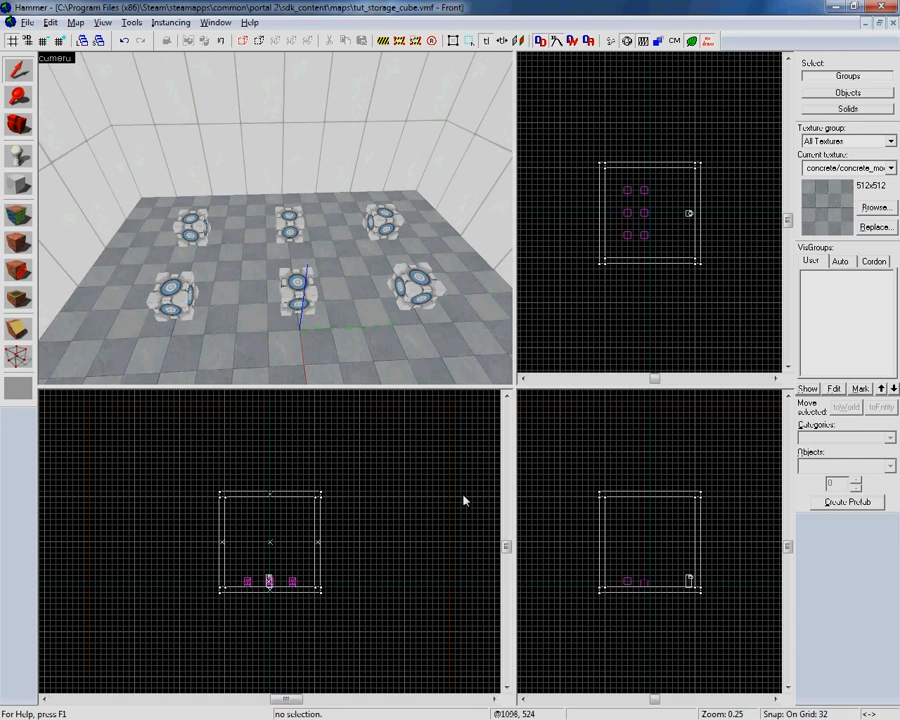 Hammer - [C:\Program Files (x86)\Steam\steamapps\common\portal 2\sdk_content\maps\tut_storage_cube.vmf - Front]
File Edit Map View Tools Instancing Window Help
CM
camera
Select:
Groups
Objects
Solids
Texture group:
All Textures
Current texture:
concrete/concrete_mo
512x512
Browse...
Replace...
VisGroups:
User Auto Cordon
Show Edit Mark
Move selected: toWorld toEntity
Categories:
Objects:
0
Create Prefab
For Help, press F1 no selection. @1096, 524 Zoom: 0.25 Snap: On Grid: 32 <->